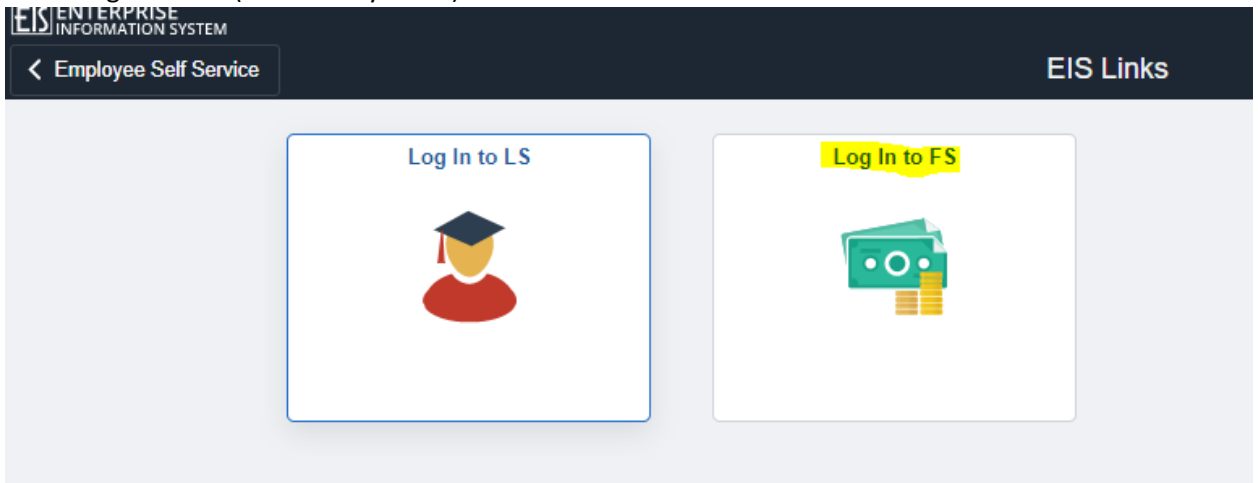 ENTERPRISE
EIS INFORMATION SYSTEM
Employee Self Service
EIS Links
Log In to LS
Log In to FS